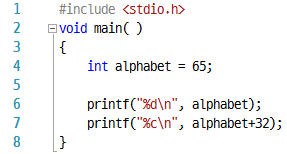 1 #include <stdio.h>
2 void main( )
3 {
4 int alphabet = 65;
5
6 printf("%d\n", alphabet);
7 printf("%c\n", alphabet+32);
8 }